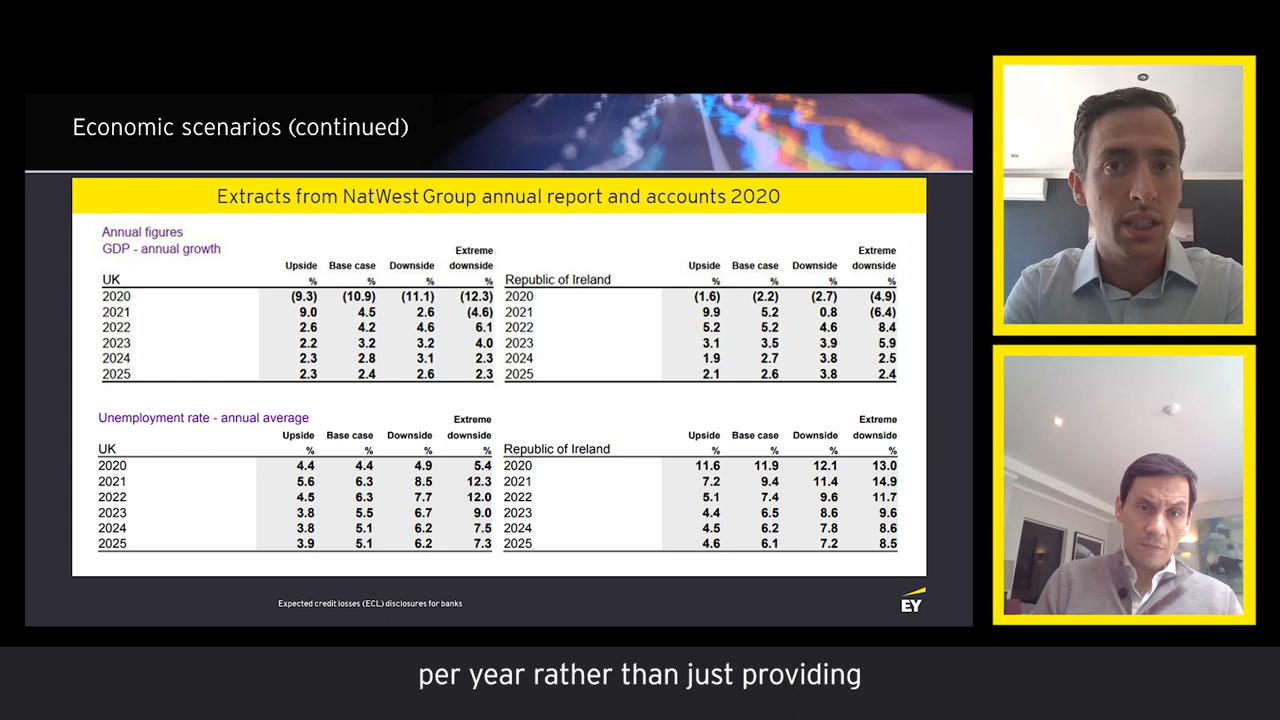 Economic scenarios (continued)
Extracts from NatWest Group annual report and accounts 2020
Annual figures
GDP - annual growth
Extreme
Upside Base case Downside downside
UK % % % %
2020 (9.3) (10.9) (11.1) (12.3)
2021 9.0 4.5 2.6 (4.6)
2022 2.6 4.2 4.6 6.1
2023 2.2 3.2 3.2 4.0
2024 2.3 2.8 3.1 2.3
2025 2.3 2.4 2.6 2.3
Extreme
Upside Base case Downside downside
Republic of Ireland % % % %
2020 (1.6) (2.2) (2.7) (4.9)
2021 9.9 5.2 0.8 (6.4)
2022 5.2 5.2 4.6 8.4
2023 3.1 3.5 3.9 5.9
2024 1.9 2.7 3.8 2.5
2025 2.1 2.6 3.8 2.4
Unemployment rate - annual average
Extreme
Upside Base case Downside downside
UK % % % %
2020 4.4 4.4 4.9 5.4
2021 5.6 6.3 8.5 12.3
2022 4.5 6.3 7.7 12.0
2023 3.8 5.5 6.7 9.0
2024 3.8 5.1 6.2 7.5
2025 3.9 5.1 6.2 7.3
Extreme
Upside Base case Downside downside
Republic of Ireland % % % %
2020 11.6 11.9 12.1 13.0
2021 7.2 9.4 11.4 14.9
2022 5.1 7.4 9.6 11.7
2023 4.4 6.5 8.6 9.6
2024 4.5 6.2 7.8 8.6
2025 4.6 6.1 7.2 8.5
Expected credit losses (ECL) disclosures for banks
EY
per year rather than just providing